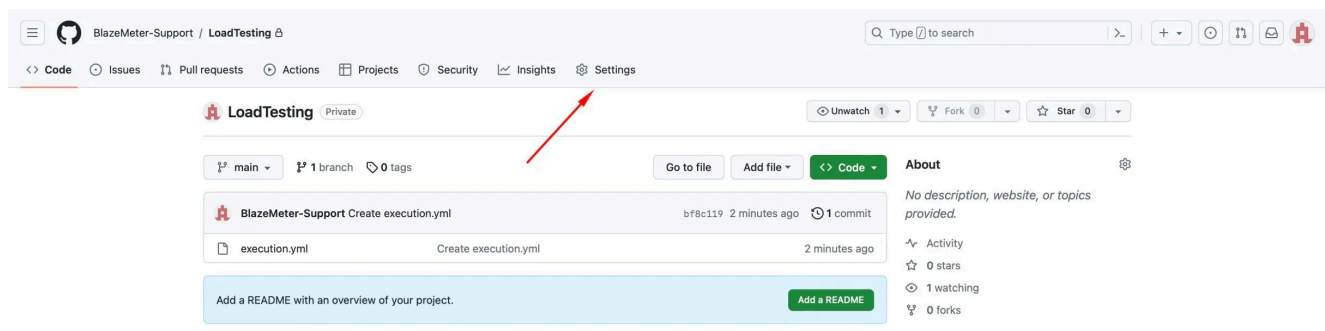 BlazeMeter-Support / LoadTesting
Type / to search
Code Issues Pull requests Actions Projects Security Insights Settings
LoadTesting Private
Unwatch 1 Fork 0 Star 0
main 1 branch 0 tags Go to file Add file Code
BlazeMeter-Support Create execution.yml bf8c119 2 minutes ago 1 commit
execution.yml Create execution.yml 2 minutes ago
Add a README with an overview of your project. Add a README
About
No description, website, or topics
provided.
Activity
0 stars
1 watching
0 forks